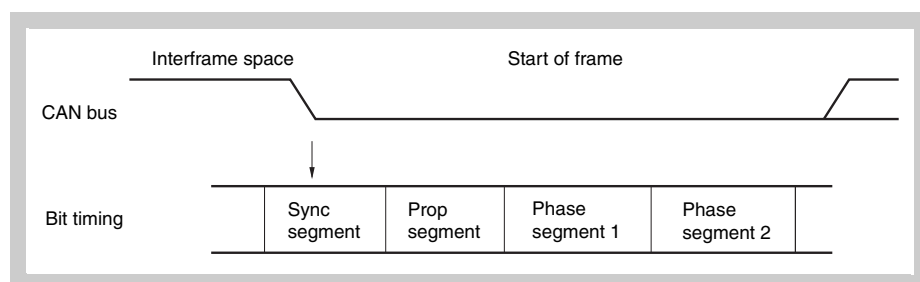 Interframe space
Start of frame
CAN bus
Bit timing
Sync
segment
Prop
segment
Phase
segment 1
Phase
segment 2